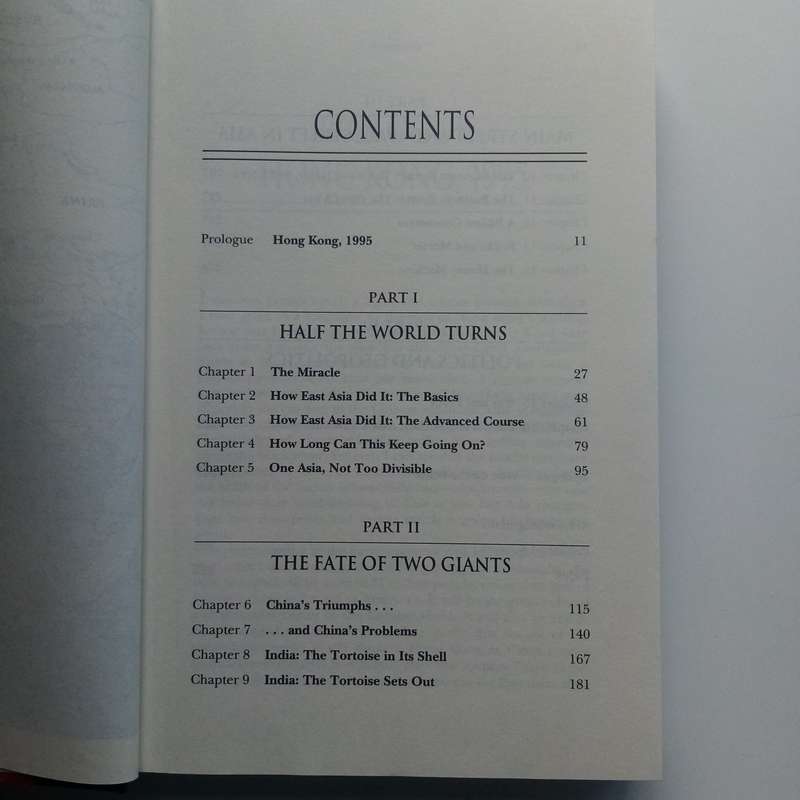 CONTENTS
Prologue Hong Kong, 1995 11
PART I
HALF THE WORLD TURNS
Chapter 1 The Miracle 27
Chapter 2 How East Asia Did It: The Basics 48
Chapter 3 How East Asia Did It: The Advanced Course 61
Chapter 4 How Long Can This Keep Going On? 79
Chapter 5 One Asia, Not Too Divisible 95
PART II
THE FATE OF TWO GIANTS
Chapter 6 China's Triumphs . . . 115
Chapter 7 . . . and China's Problems 140
Chapter 8 India: The Tortoise in Its Shell 167
Chapter 9 India: The Tortoise Sets Out 181